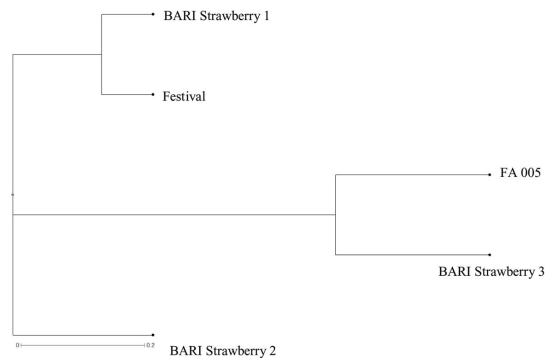 BARI Strawberry 1
Festival
FA 005
BARI Strawberry 3
0 0.2
BARI Strawberry 2